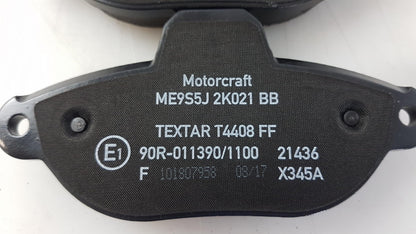 Motorcraft
ME9S5J 2K021 BB
TEXTAR T4408 FF
E1 90R-011390/1100 21436
F 101807958 03/17 X345A